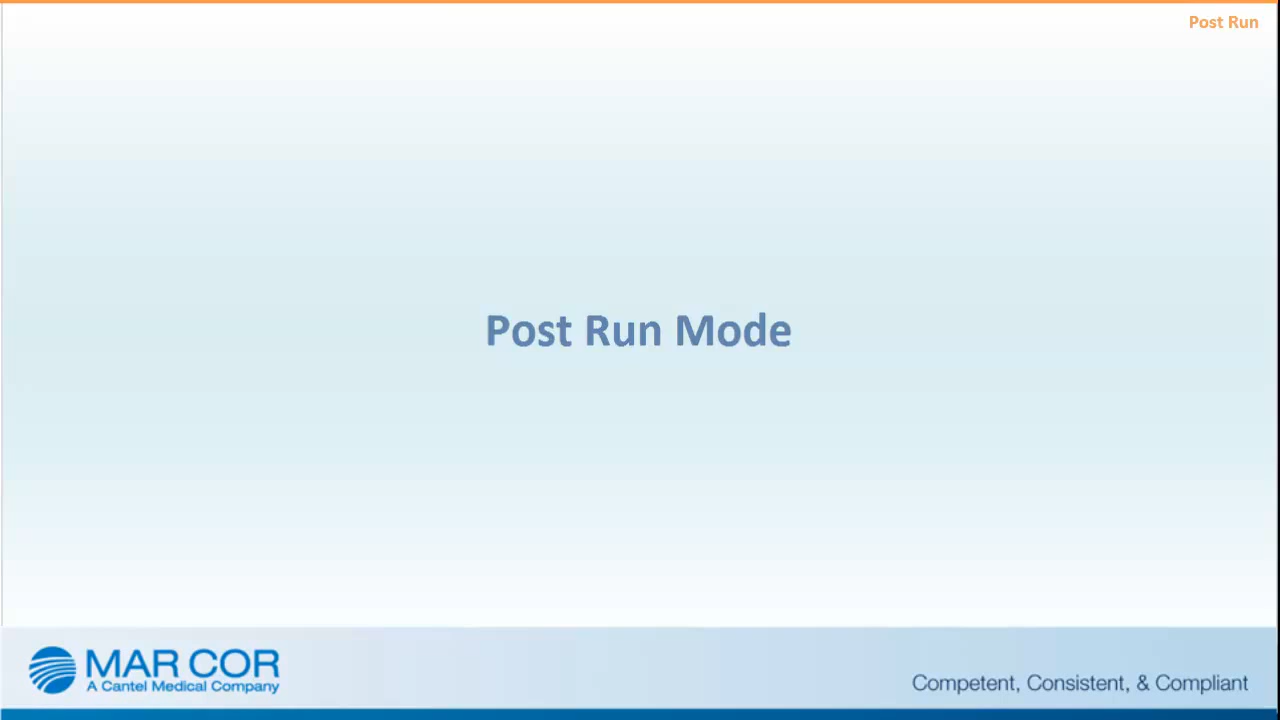 Post Run
Post Run Mode
MAR COR
A Cantel Medical Company
Competent, Consistent, & Compliant